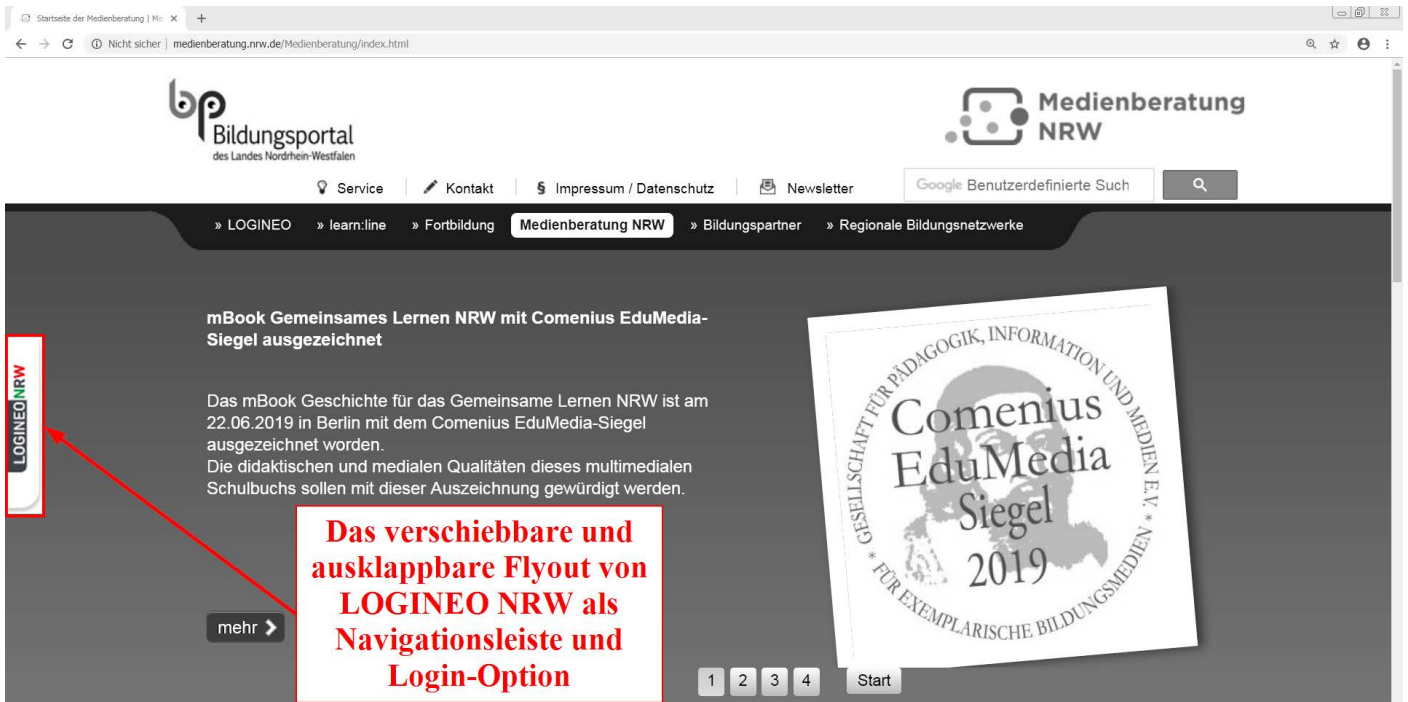 Startseite der Medienberatung | Me
Nicht sicher | medienberatung.nrw.de/Medienberatung/index.html
bp
Bildungsportal
des Landes Nordrhein-Westfalen
Medienberatung
NRW
Service
Kontakt
§ Impressum / Datenschutz
Newsletter
Google Benutzerdefinierte Such
» LOGINEO
» learn:line
» Fortbildung
Medienberatung NRW
» Bildungspartner
» Regionale Bildungsnetzwerke
mBook Gemeinsames Lernen NRW mit Comenius EduMedia-
Siegel ausgezeichnet
Das mBook Geschichte für das Gemeinsame Lernen NRW ist am
22.06.2019 in Berlin mit dem Comenius EduMedia-Siegel
ausgezeichnet worden.
Die didaktischen und medialen Qualitäten dieses multimedialen
Schulbuchs sollen mit dieser Auszeichnung gewürdigt werden.
LOGINEO NRW
Das verschiebbare und
ausklappbare Flyout von
LOGINEO NRW als
Navigationsleiste und
Login-Option
mehr
* GESELLSCHAFT FÜR PÄDAGOGIK, INFORMATION UND MEDIEN E.V. *
Comenius
EduMedia
Siegel
2019
FÜR EXEMPLARISCHE BILDUNGSMEDIEN
1 2 3 4 Start